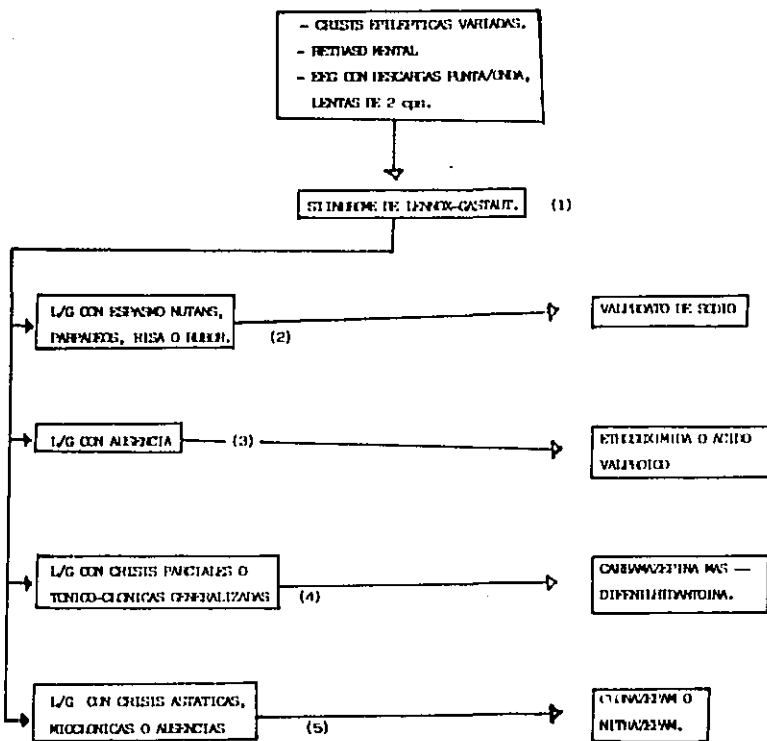 - CRISIS EPILEPTICAS VARIADAS.
- RETRASO MENTAL
- EEG CON DESCARGAS PUNTA/ONDA,
LENTAS DE 2 cps.
SINDROME DE LENNOX-GASTAUT. (1)
L/G CON ESPASMO NUTANS,
PARPADEOS, RISA O RUBOR. (2)
VALPROATO DE SODIO
L/G CON AUSENCIA (3)
ETHOZUXIMIDA O ACIDO
VALPROICO
L/G CON CRISIS PARCIALES O
TONICO-CLONICAS GENERALIZADAS (4)
CARBAMAZEPINA MAS —
DIFENILHIDANTOINA.
L/G CON CRISIS ASTATICAS,
MIOCLONICAS O AUSENCIAS (5)
CLONAZEPAM O
NITRAZEPAM.